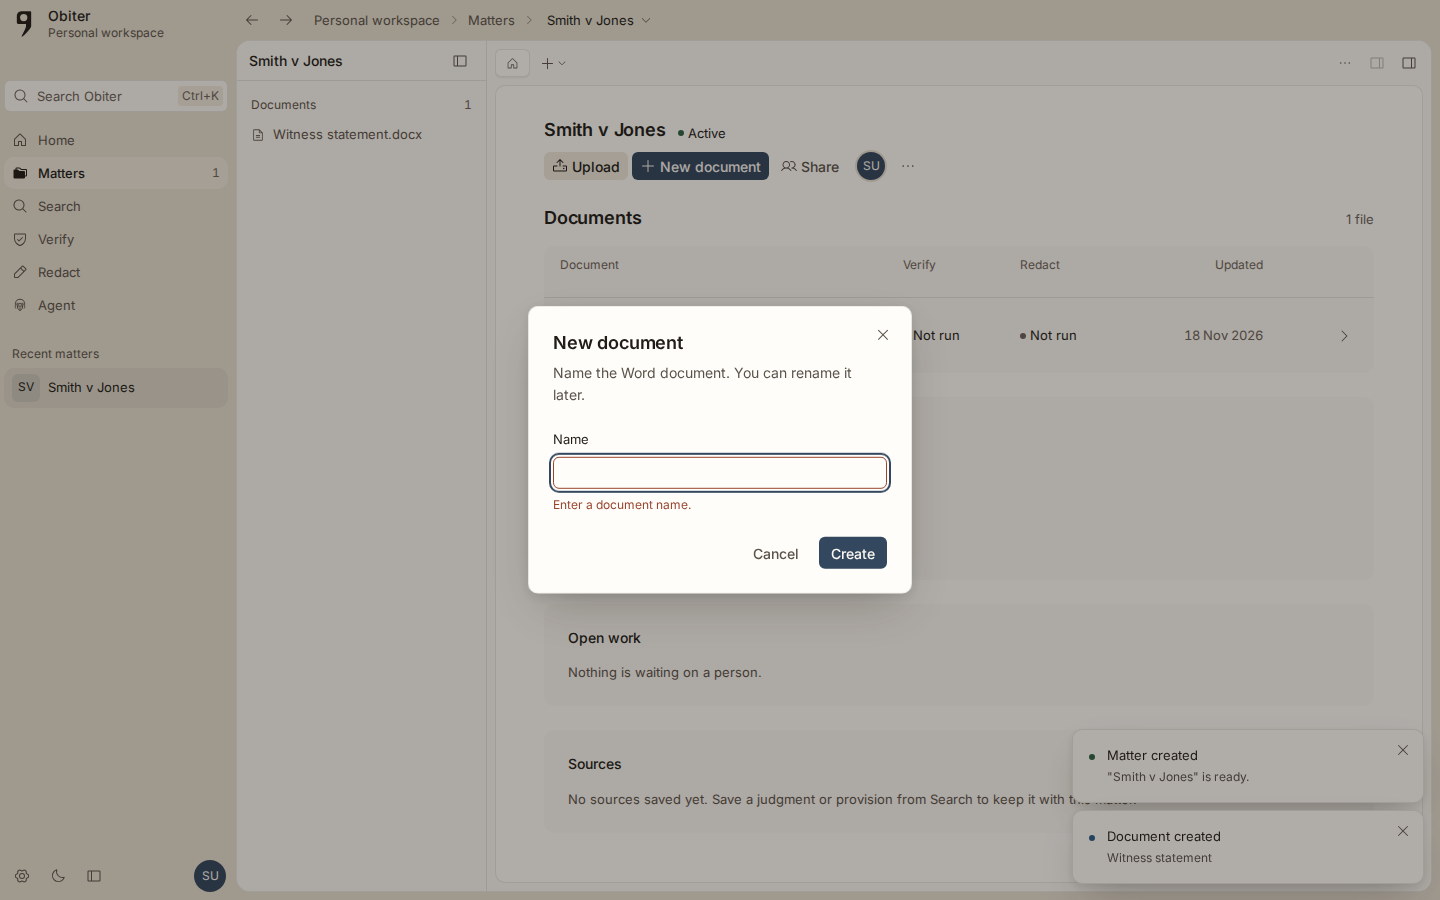 Obiter
Personal workspace
Personal workspace
Matters
Smith v Jones
Search Obiter
Ctrl+K
Home
Matters
1
Search
Verify
Redact
Agent
Recent matters
SV
Smith v Jones
SU
Smith v Jones
Documents
1
Witness statement.docx
Smith v Jones
Active
Upload
New document
Share
SU
Documents
1 file
Document
Verify
Redact
Updated
Not run
Not run
18 Nov 2026
New document
Name the Word document. You can rename it
later.
Name
Enter a document name.
Cancel
Create
Open work
Nothing is waiting on a person.
Sources
No sources saved yet. Save a judgment or provision from Search to keep it with
Matter created
"Smith v Jones" is ready.
Document created
Witness statement